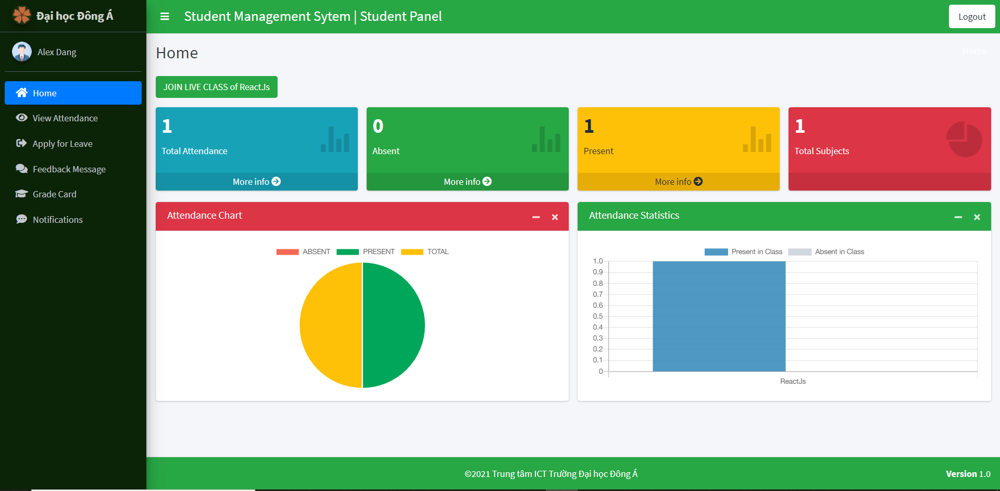 Đại học Đông Á
Student Management Sytem | Student Panel
Logout
Alex Dang
Home
Home
Home
View Attendance
Apply for Leave
Feedback Message
Grade Card
Notifications
JOIN LIVE CLASS of ReactJs
1
Total Attendance
More info
0
Absent
More info
1
Present
More info
1
Total Subjects
Attendance Chart
ABSENT PRESENT TOTAL
Attendance Statistics
Present in Class Absent in Class
1.0
0.9
0.8
0.7
0.6
0.5
0.4
0.3
0.2
0.1
0
ReactJs
©2021 Trung tâm ICT Trường Đại học Đông Á
Version 1.0